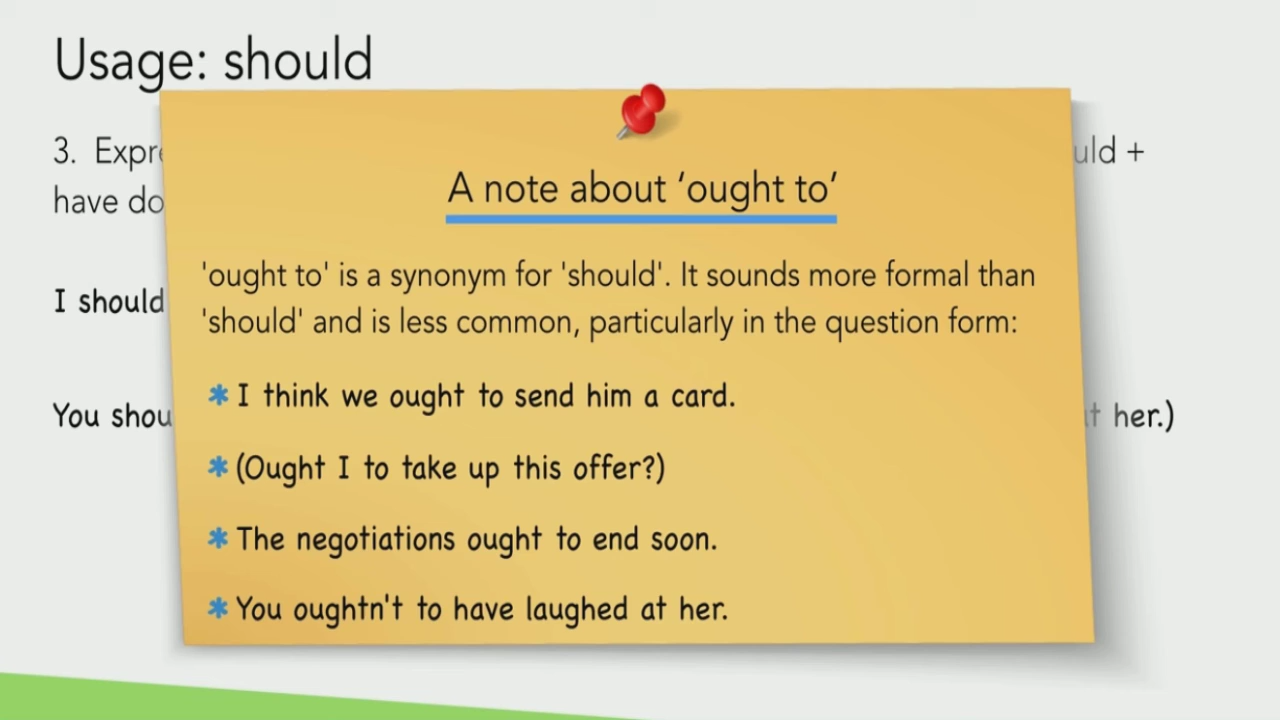 Usage: should
3. Expre uld +
have do
A note about ‘ought to’
'ought to' is a synonym for 'should'. It sounds more formal than
I should
'should' and is less common, particularly in the question form:
* I think we ought to send him a card.
You shou her.)
* (Ought I to take up this offer?)
* The negotiations ought to end soon.
* You oughtn't to have laughed at her.